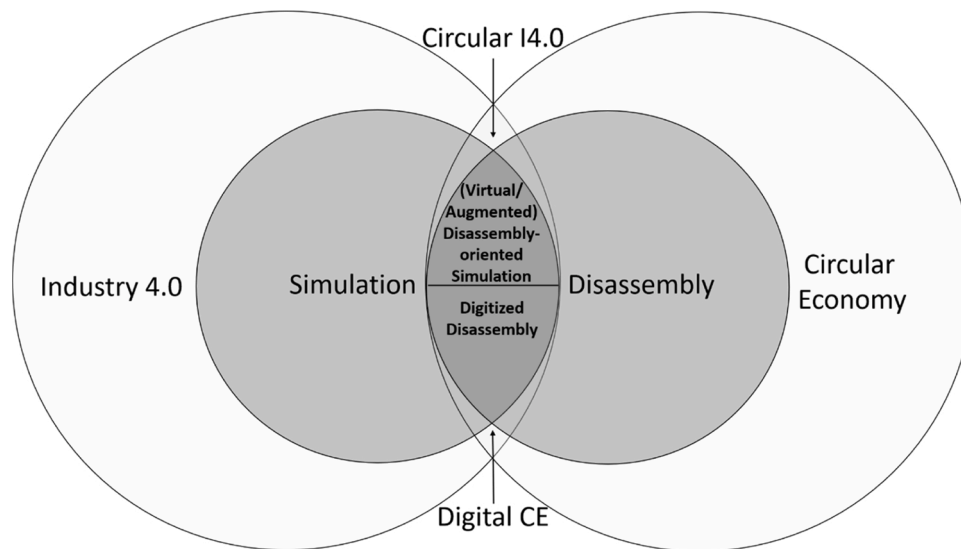 Circular I4.0
(Virtual/
Augmented)
Disassembly-
oriented
Simulation
Industry 4.0
Simulation
Disassembly
Circular
Economy
Digitized
Disassembly
Digital CE